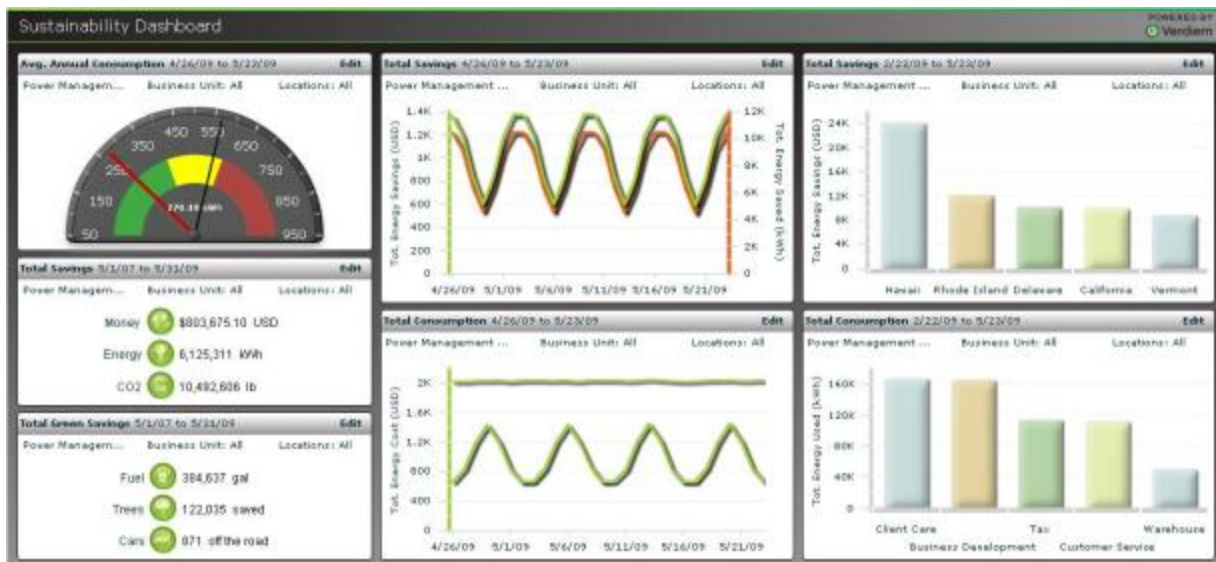 Sustainability Dashboard
POWERED BY
Verdiem
Avg. Annual Consumption 4/26/09 to 5/23/09 Edit
Power Managem... Business Unit: All Locations: All
50 150 250 350 450 550 650 750 850 950
Total Savings 5/1/07 to 5/31/09 Edit
Power Managem... Business Unit: All Locations: All
Money $803,675.10 USD
Energy 6,125,311 kWh
CO2 10,492,606 lb
Total Green Savings 5/1/07 to 5/31/09 Edit
Power Managem... Business Unit: All Locations: All
Fuel 384,637 gal
Trees 122,035 saved
Cars 871 off the road
Total Savings 4/26/09 to 5/23/09 Edit
Power Management ... Business Unit: All Locations: All
Tot. Energy Savings (USD)
1.4K
1.2K
1K
800
600
400
200
0
Tot. Energy Saved (kWh)
12K
10K
8K
6K
4K
2K
0
4/26/09 5/1/09 5/6/09 5/11/09 5/16/09 5/21/09
Total Consumption 4/26/09 to 5/23/09 Edit
Power Management ... Business Unit: All Locations: All
Tot. Energy Cost (USD)
2K
1.6K
1.2K
800
400
0
4/26/09 5/1/09 5/6/09 5/11/09 5/16/09 5/21/09
Total Savings 2/22/09 to 5/23/09 Edit
Power Management ... Business Unit: All Locations: All
Tot. Energy Savings (USD)
24K
20K
12K
8K
4K
0
Hawaii Rhode Island Delaware California Vermont
Total Consumption 2/22/09 to 5/23/09 Edit
Power Management ... Business Unit: All Locations: All
Tot. Energy Used (kWh)
160K
120K
80K
40K
0
Client Care Tax Warehouse
Business Development Customer Service